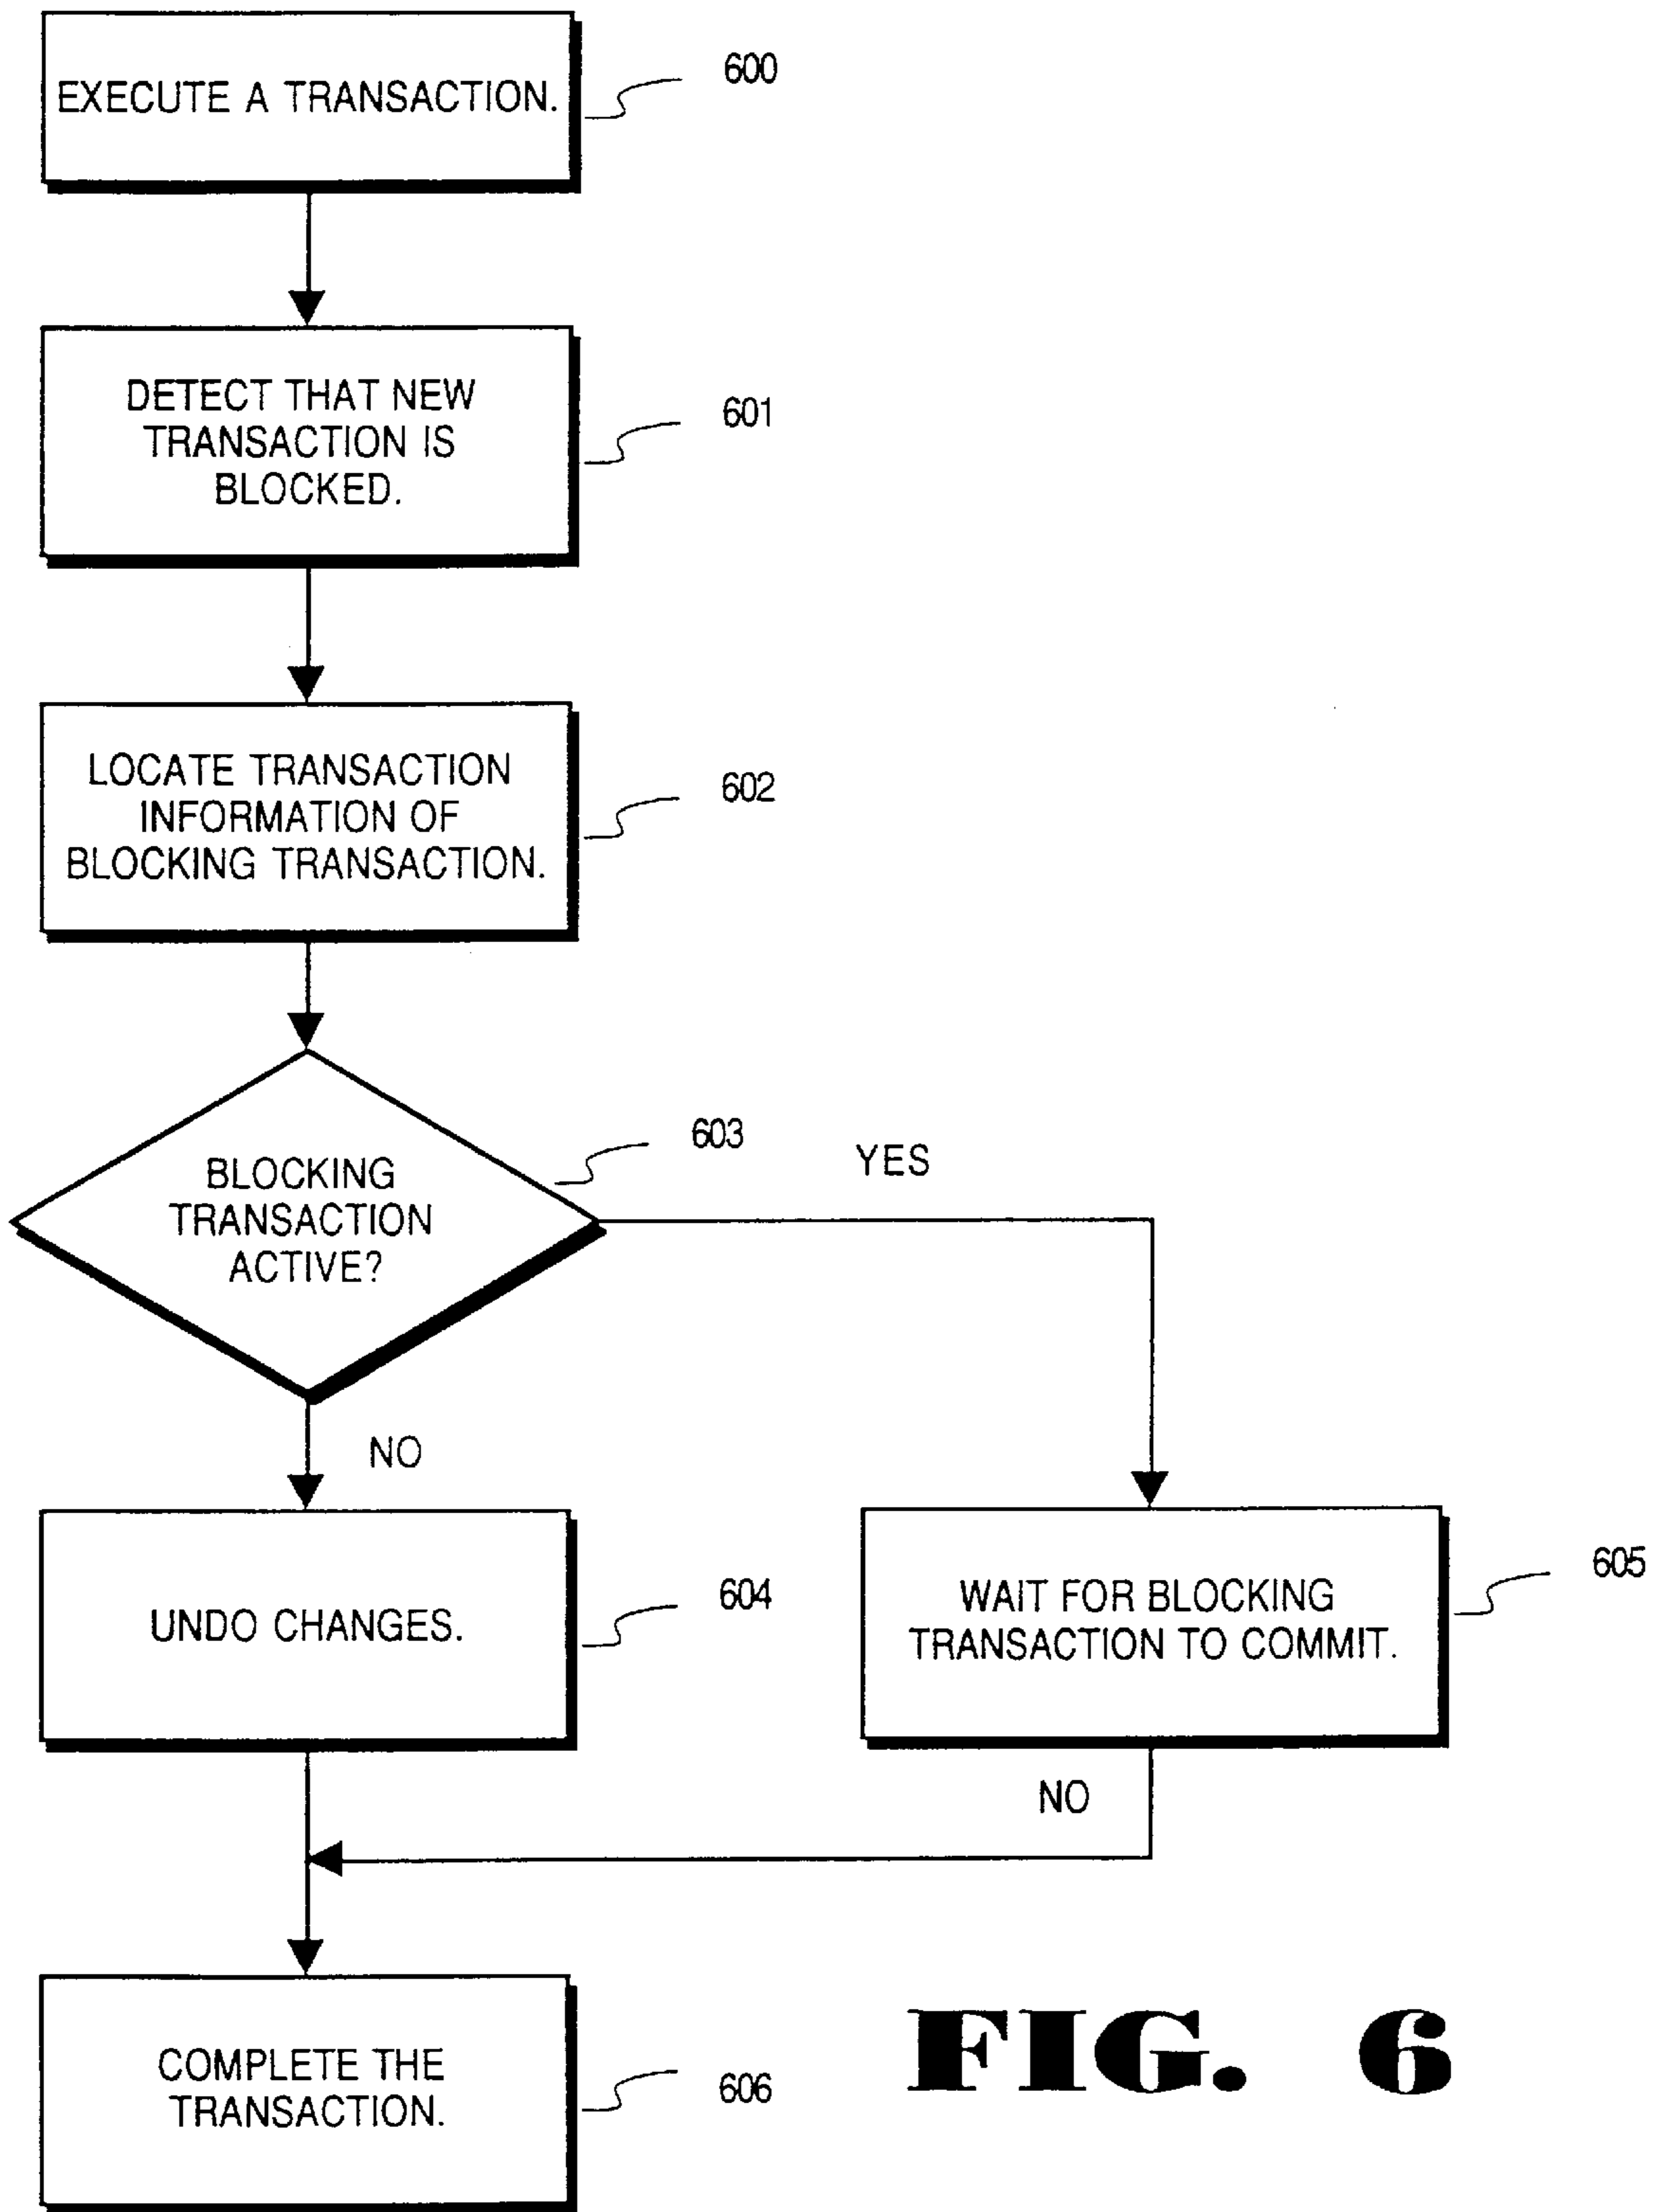 EXECUTE A TRANSACTION.
600
DETECT THAT NEW
TRANSACTION IS
BLOCKED.
601
LOCATE TRANSACTION
INFORMATION OF
BLOCKING TRANSACTION.
602
BLOCKING
TRANSACTION
ACTIVE?
603
YES
NO
UNDO CHANGES.
604
WAIT FOR BLOCKING
TRANSACTION TO COMMIT.
605
NO
COMPLETE THE
TRANSACTION.
606
FIG. 6